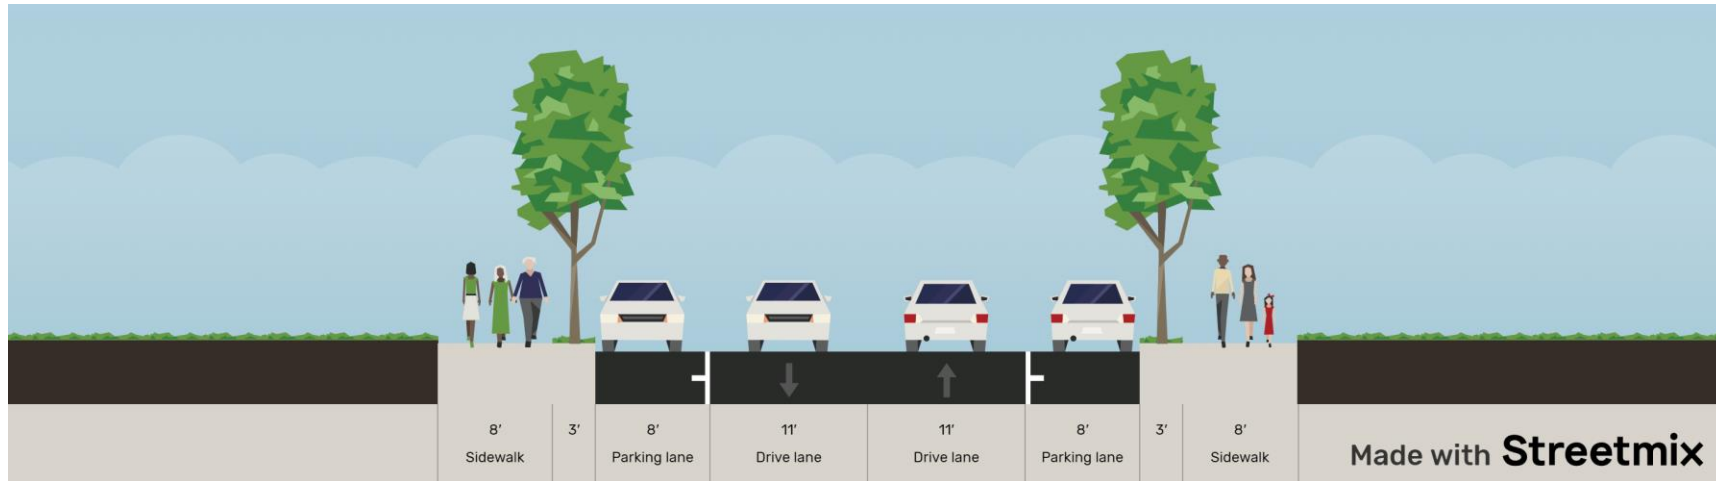 8' 3' 8' 11' 11' 8' 3' 8'
Sidewalk Parking lane Drive lane Drive lane Parking lane Sidewalk
Made with Streetmix